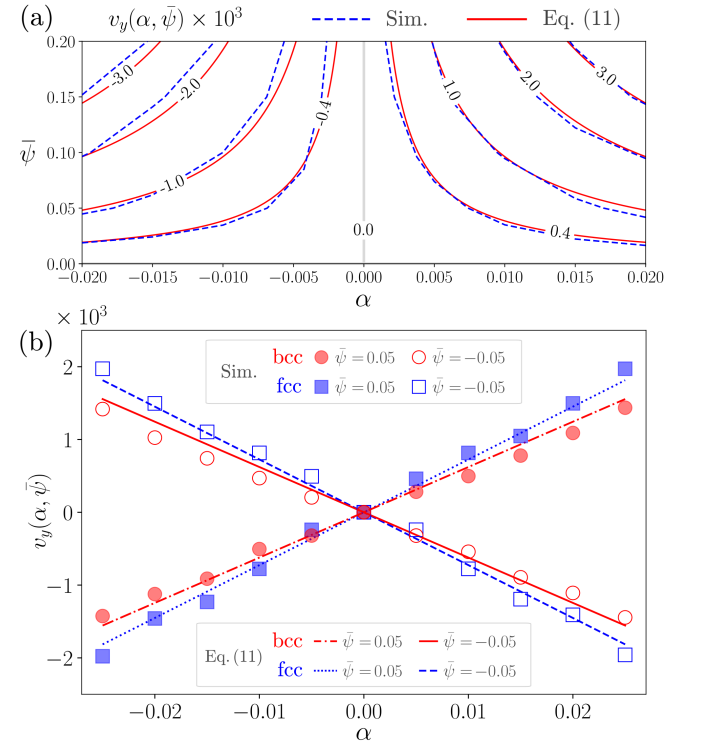 (a) v_y(α, ψ̄) × 10³ Sim. Eq. (11)
0.20
0.15
0.10
0.05
0.00
ψ̄
-3.0
-2.0
-1.0
-0.4
0.0
0.4
1.0
2.0
3.0
−0.020 −0.015 −0.010 −0.005 0.000 0.005 0.010 0.015 0.020
α
(b) × 10³
Sim.
bcc ψ̄ = 0.05 ψ̄ = −0.05
fcc ψ̄ = 0.05 ψ̄ = −0.05
2
1
0
−1
−2
v_y(α, ψ̄)
Eq. (11)
bcc ψ̄ = 0.05 ψ̄ = −0.05
fcc ψ̄ = 0.05 ψ̄ = −0.05
−0.02 −0.01 0.00 0.01 0.02
α